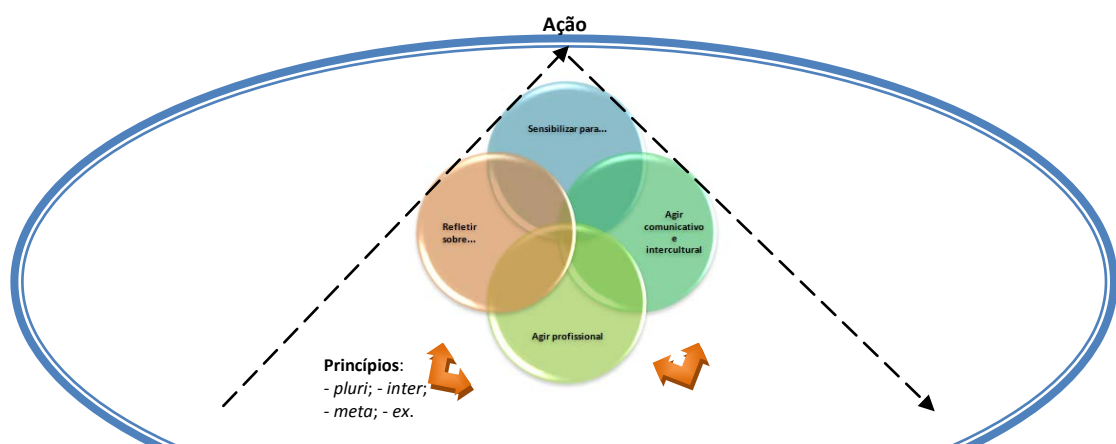 Ação
Sensibilizar para...
Refletir
sobre...
Agir
comunicativo
e
intercultural
Agir profissional
Princípios:
- pluri; - inter;
- meta; - ex.